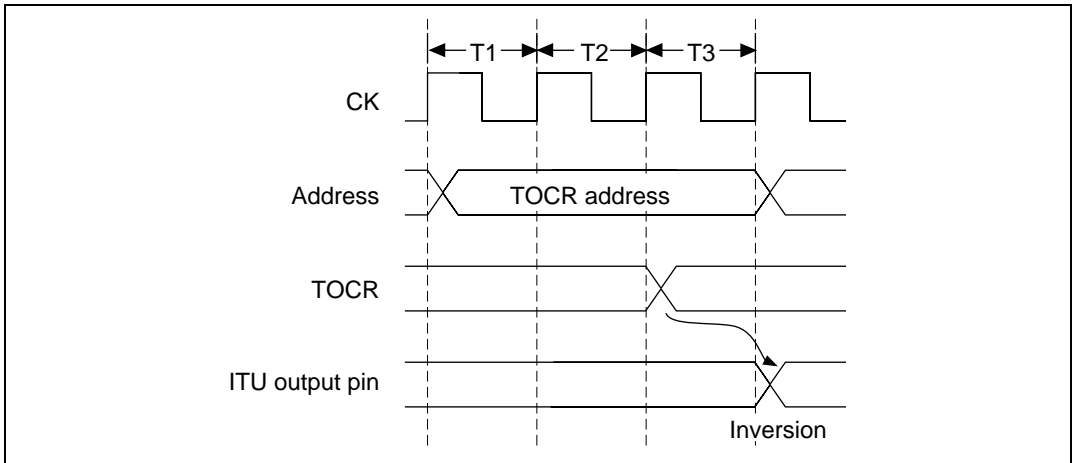 T1 T2 T3
CK
Address TOCR address
TOCR
ITU output pin
Inversion